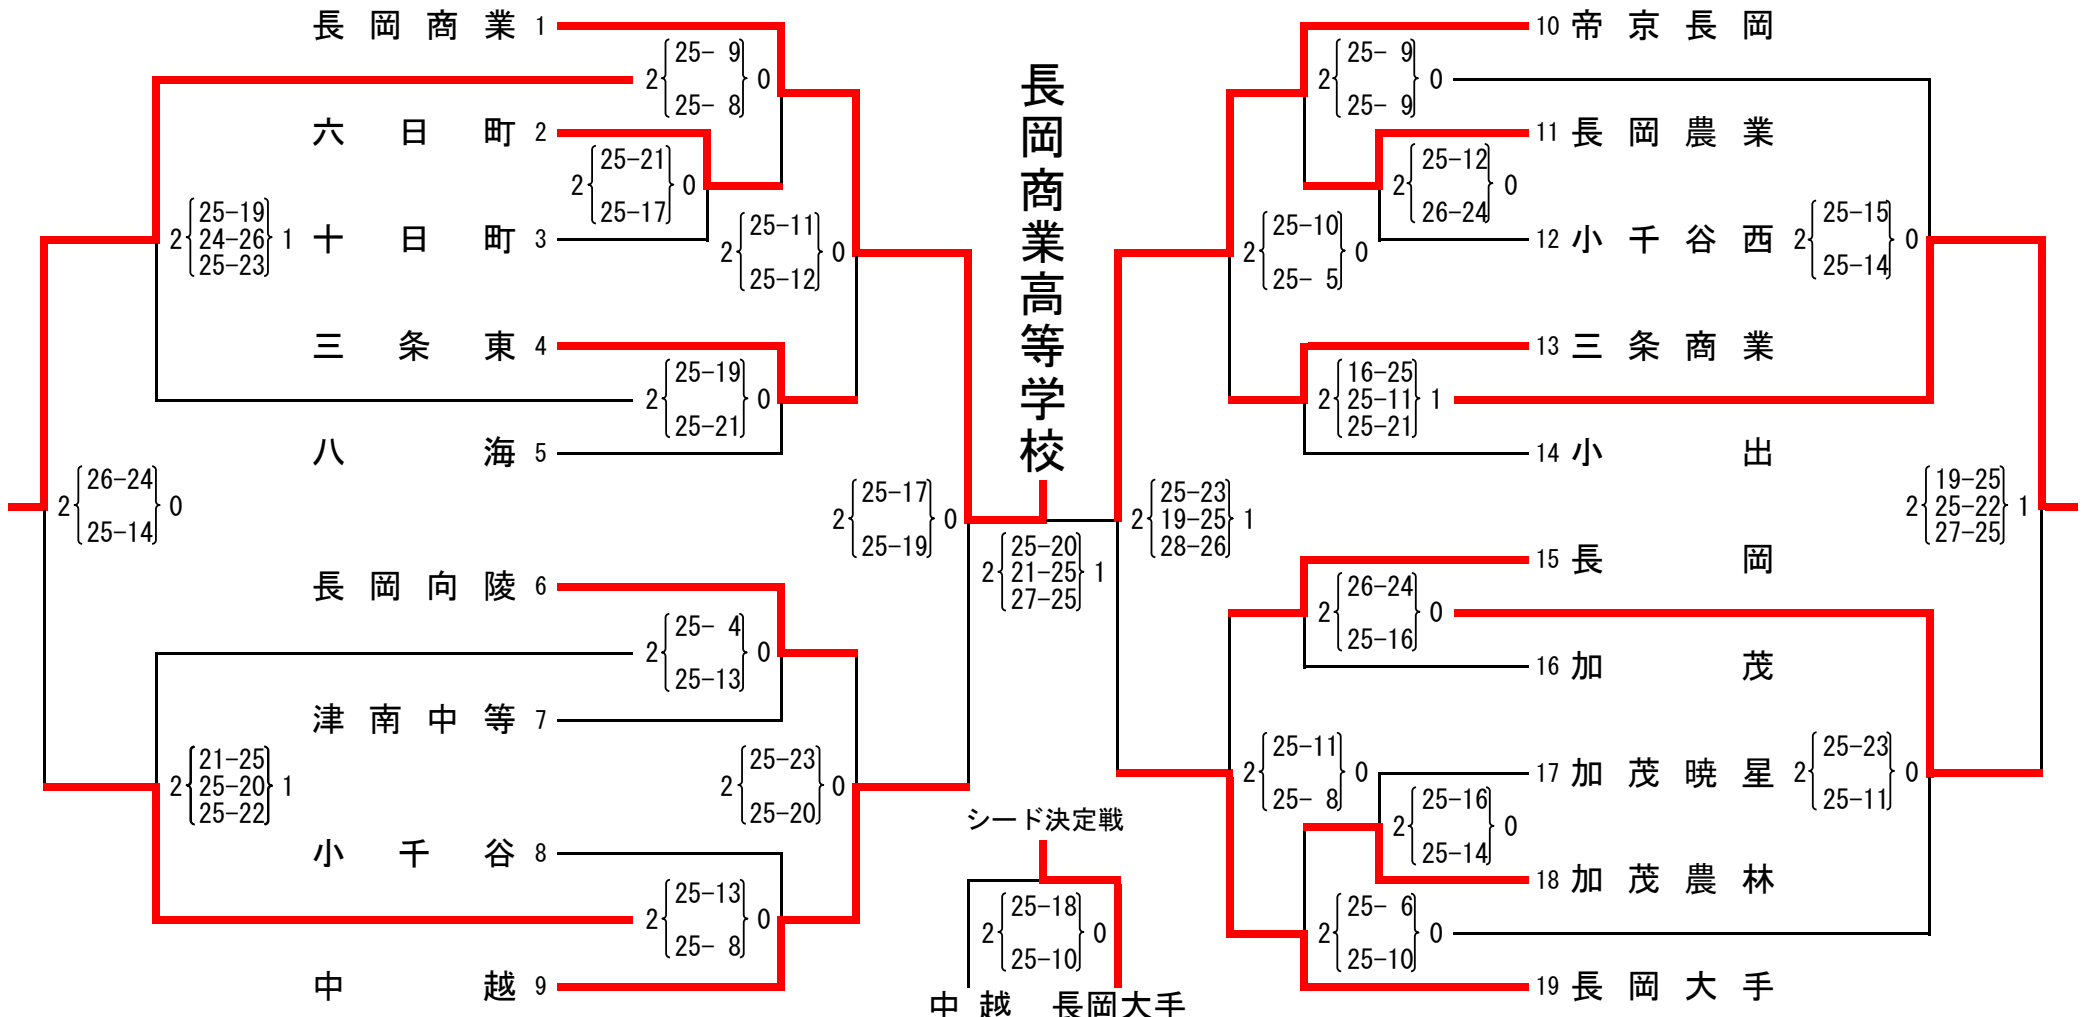 長岡商業 1
25- 9
2 0
25- 8
六日町 2
25-21
2 0
25-17
十日町 3
25-19
2 24-26 1
25-23
25-11
2 0
25-12
三条東 4
25-19
2 0
25-21
八海 5
26-24
2 0
25-14
25-17
2 0
25-19
長岡向陵 6
25- 4
2 0
25-13
津南中等 7
21-25
2 25-20 1
25-22
25-23
2 0
25-20
小千谷 8
25-13
2 0
25- 8
中越 9
長岡商業高等学校
25-20
2 21-25 1
27-25
シード決定戦
25-18
2 0
25-10
中越 長岡大手
10 帝京長岡
25- 9
2 0
25- 9
11 長岡農業
25-12
2 0
26-24
12 小千谷西
25-10
2 0
25- 5
25-15
2 0
25-14
13 三条商業
16-25
2 25-11 1
25-21
14 小出
25-23
2 19-25 1
28-26
19-25
2 25-22 1
27-25
15 長岡
26-24
2 0
25-16
16 加茂
25-11
2 0
25- 8
25-23
2 0
25-11
17 加茂暁星
25-16
2 0
25-14
18 加茂農林
25- 6
2 0
25-10
19 長岡大手